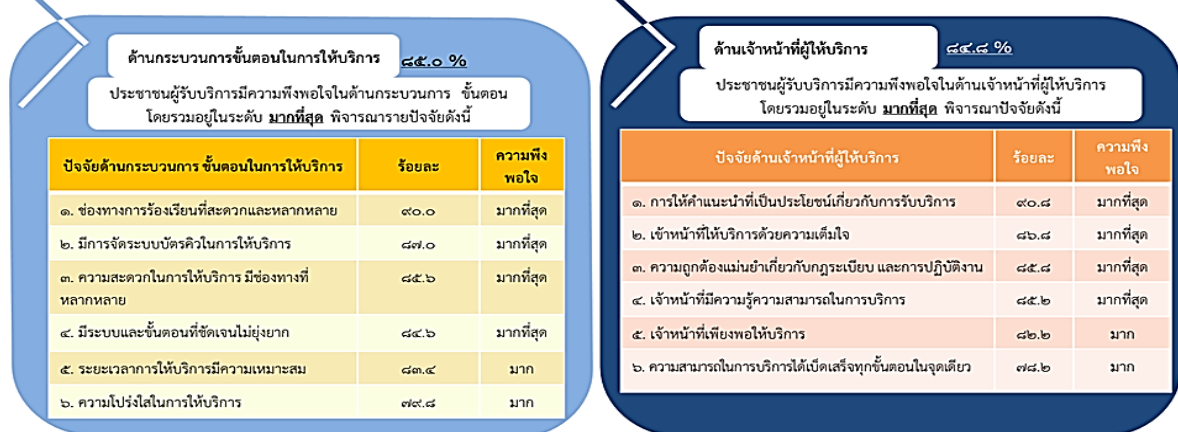 ด้านกระบวนการขั้นตอนในการให้บริการ ๘๕.๐ %
ประชาชนผู้รับบริการมีความพึงพอใจในด้านกระบวนการ ขั้นตอน
โดยรวมอยู่ในระดับ มากที่สุด พิจารณารายปัจจัยดังนี้
ปัจจัยด้านกระบวนการ ขั้นตอนในการให้บริการ ร้อยละ ความพึง
พอใจ
๑. ช่องทางการร้องเรียนที่สะดวกและหลากหลาย ๙๐.๐ มากที่สุด
๒. มีการจัดระบบบัตรคิวในการให้บริการ ๘๗.๐ มากที่สุด
๓. ความสะดวกในการให้บริการ มีช่องทางที่ ๘๕.๖ มากที่สุด
หลากหลาย
๔. มีระบบและขั้นตอนที่ชัดเจนไม่ยุ่งยาก ๘๔.๖ มากที่สุด
๕. ระยะเวลาการให้บริการมีความเหมาะสม ๘๓.๔ มาก
๖. ความโปร่งใสในการให้บริการ ๗๙.๘ มาก
ด้านเจ้าหน้าที่ผู้ให้บริการ ๘๔.๘ %
ประชาชนผู้รับบริการมีความพึงพอใจในด้านเจ้าหน้าที่ผู้ให้บริการ
โดยรวมอยู่ในระดับ มากที่สุด พิจารณาปัจจัยดังนี้
ปัจจัยด้านเจ้าหน้าที่ผู้ให้บริการ ร้อยละ ความพึง
พอใจ
๑. การให้คำแนะนำที่เป็นประโยชน์เกี่ยวกับการรับบริการ ๙๐.๘ มากที่สุด
๒. เข้าหน้าที่ให้บริการด้วยความเต็มใจ ๘๖.๘ มากที่สุด
๓. ความถูกต้องแม่นยำเกี่ยวกับกฎระเบียบ และการปฏิบัติงาน ๘๕.๘ มากที่สุด
๔. เจ้าหน้าที่มีความรู้ความสามารถในการบริการ ๘๕.๒ มากที่สุด
๕. เจ้าหน้าที่เพียงพอให้บริการ ๘๒.๒ มาก
๖. ความสามารถในการบริการได้เบ็ดเสร็จทุกขั้นตอนในจุดเดียว ๗๘.๒ มาก